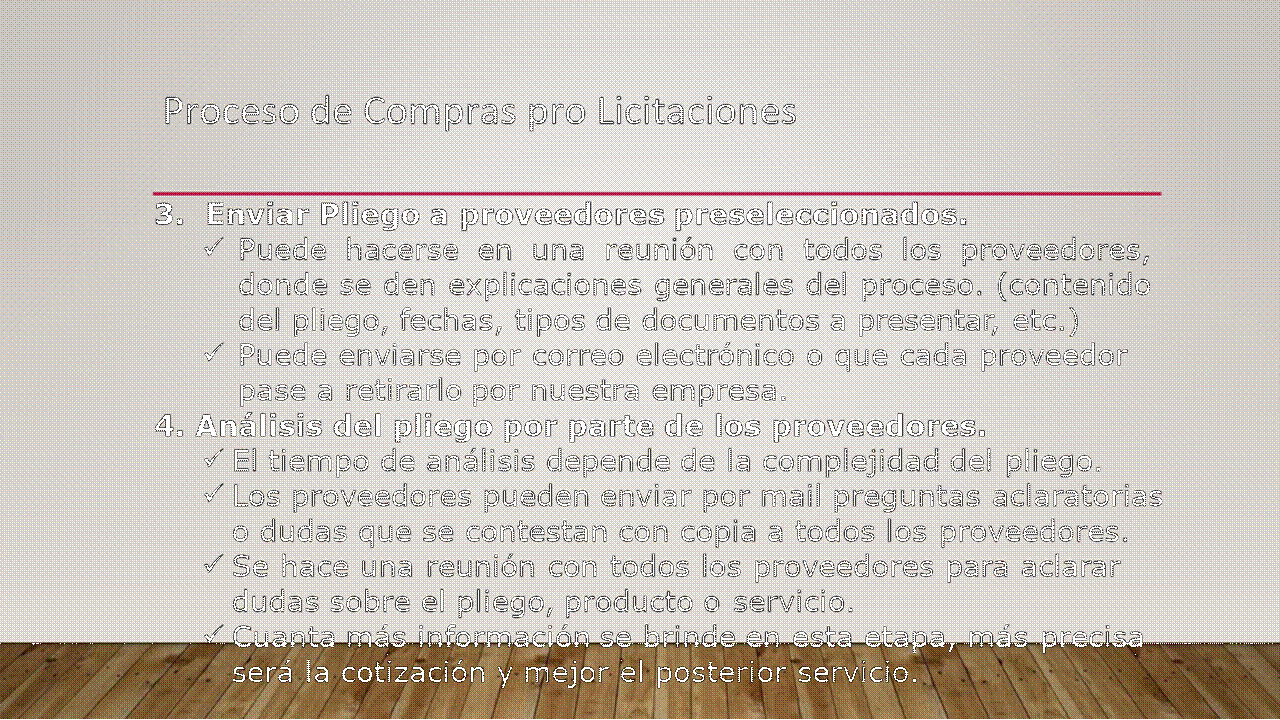 Proceso de Compras pro Licitaciones
3. Enviar Pliego a proveedores preseleccionados.
✓ Puede hacerse en una reunión con todos los proveedores,
donde se den explicaciones generales del proceso. (contenido
del pliego, fechas, tipos de documentos a presentar, etc.)
✓ Puede enviarse por correo electrónico o que cada proveedor
pase a retirarlo por nuestra empresa.
4. Análisis del pliego por parte de los proveedores.
✓ El tiempo de análisis depende de la complejidad del pliego.
✓ Los proveedores pueden enviar por mail preguntas aclaratorias
o dudas que se contestan con copia a todos los proveedores.
✓ Se hace una reunión con todos los proveedores para aclarar
dudas sobre el pliego, producto o servicio.
✓ Cuanta más información se brinde en esta etapa, más precisa
será la cotización y mejor el posterior servicio.